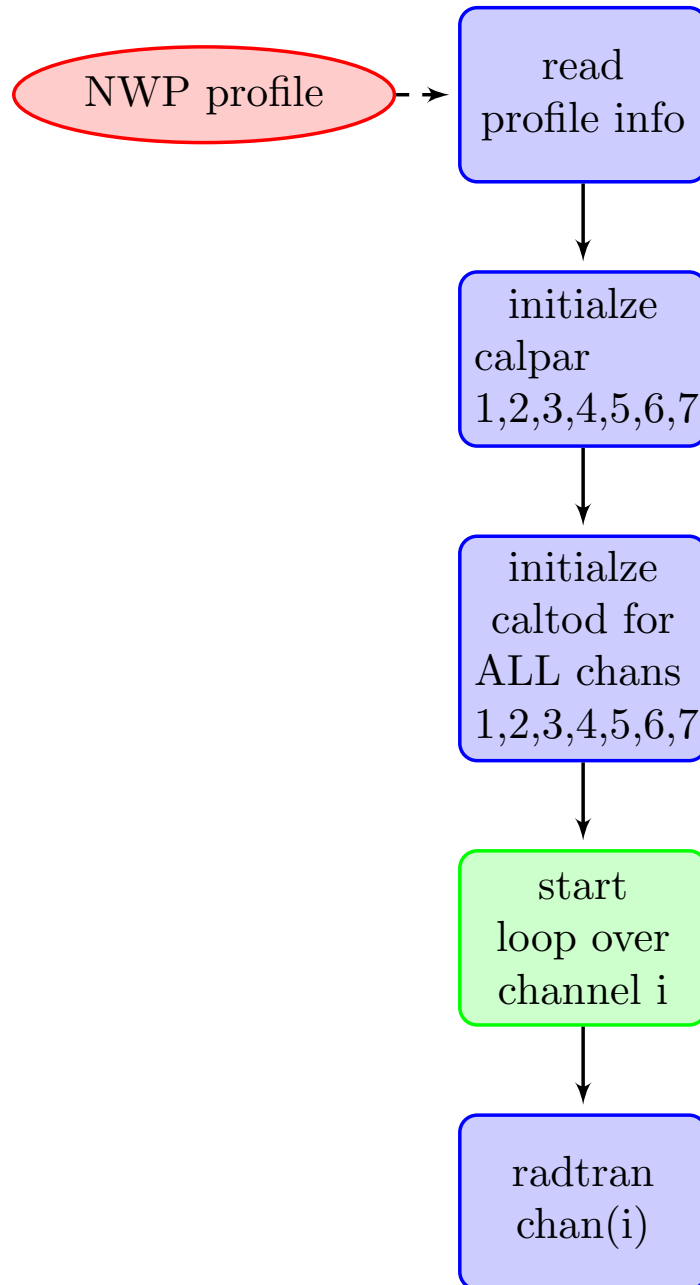 NWP profile
read
profile info
initialze
calpar
1,2,3,4,5,6,7
initialze
caltod for
ALL chans
1,2,3,4,5,6,7
start
loop over
channel i
radtran
chan(i)